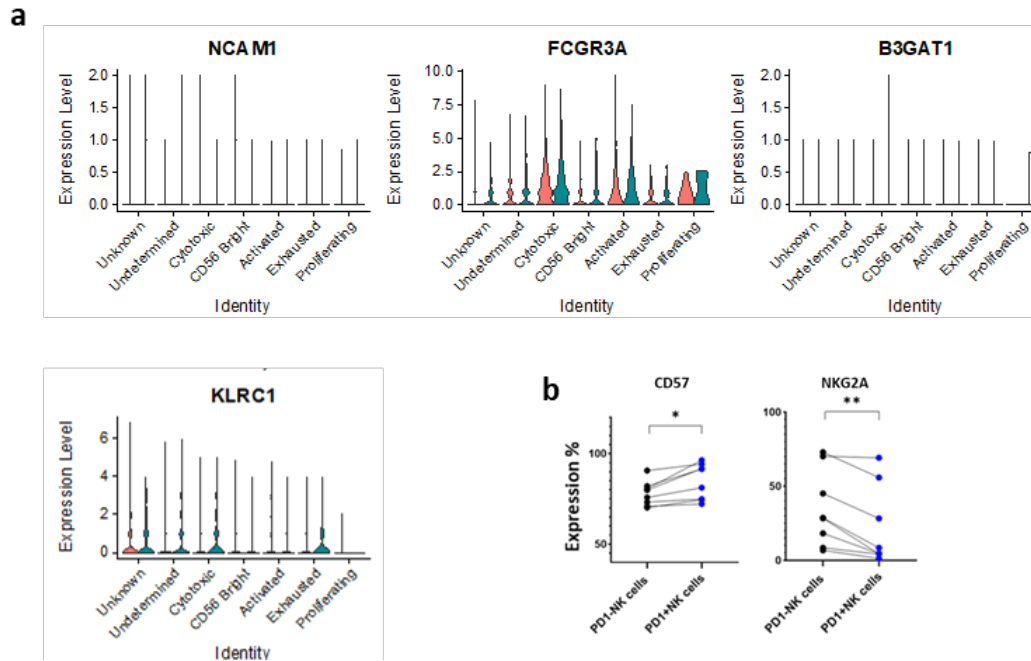 a
NCAM1
FCGR3A
B3GAT1
Expression Level
2.0
1.5
1.0
0.5
0.0
Unknown
Undetermined
Cytotoxic
CD56 Bright
Activated
Exhausted
Proliferating
Identity
Expression Level
10.0
7.5
5.0
2.5
0.0
Unknown
Undetermined
Cytotoxic
CD56 Bright
Activated
Exhausted
Proliferating
Identity
Expression Level
2.0
1.5
1.0
0.5
0.0
Unknown
Undetermined
Cytotoxic
CD56 Bright
Activated
Exhausted
Proliferating
Identity
KLRC1
Expression Level
6
4
2
0
Unknown
Undetermined
Cytotoxic
CD56 Bright
Activated
Exhausted
Proliferating
Identity
b
CD57
*
Expression %
100
50
PD1-NK cells
PD1+NK cells
NKG2A
**
100
50
0
PD1-NK cells
PD1+NK cells